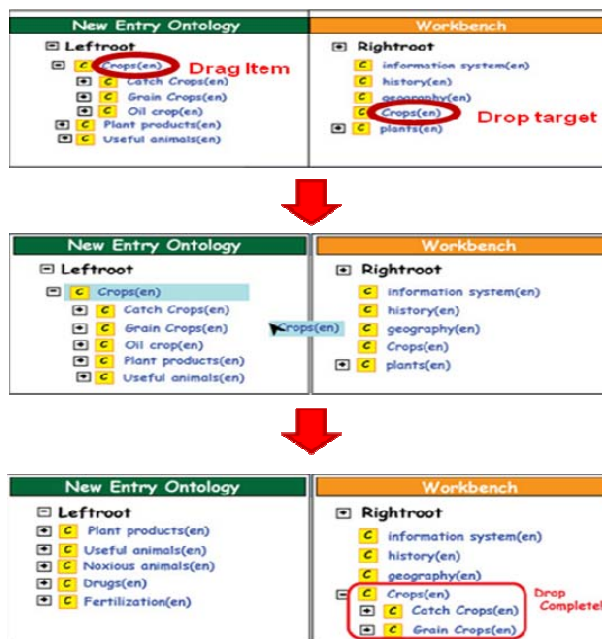 New Entry Ontology
Leftroot
Crops(en)
Drag Item
Catch Crops(en)
Grain Crops(en)
Oil crop(en)
Plant products(en)
Useful animals(en)
Workbench
Rightroot
information system(en)
history(en)
geography(en)
Crops(en)
Drop target
plants(en)
New Entry Ontology
Leftroot
Crops(en)
Catch Crops(en)
Grain Crops(en)
Oil crop(en)
Plant products(en)
Useful animals(en)
Crops(en)
Workbench
Rightroot
information system(en)
history(en)
geography(en)
Crops(en)
plants(en)
New Entry Ontology
Leftroot
Plant products(en)
Useful animals(en)
Noxious animals(en)
Drugs(en)
Fertilization(en)
Workbench
Rightroot
information system(en)
history(en)
geography(en)
Crops(en)
Catch Crops(en)
Grain Crops(en)
Drop
Complete!